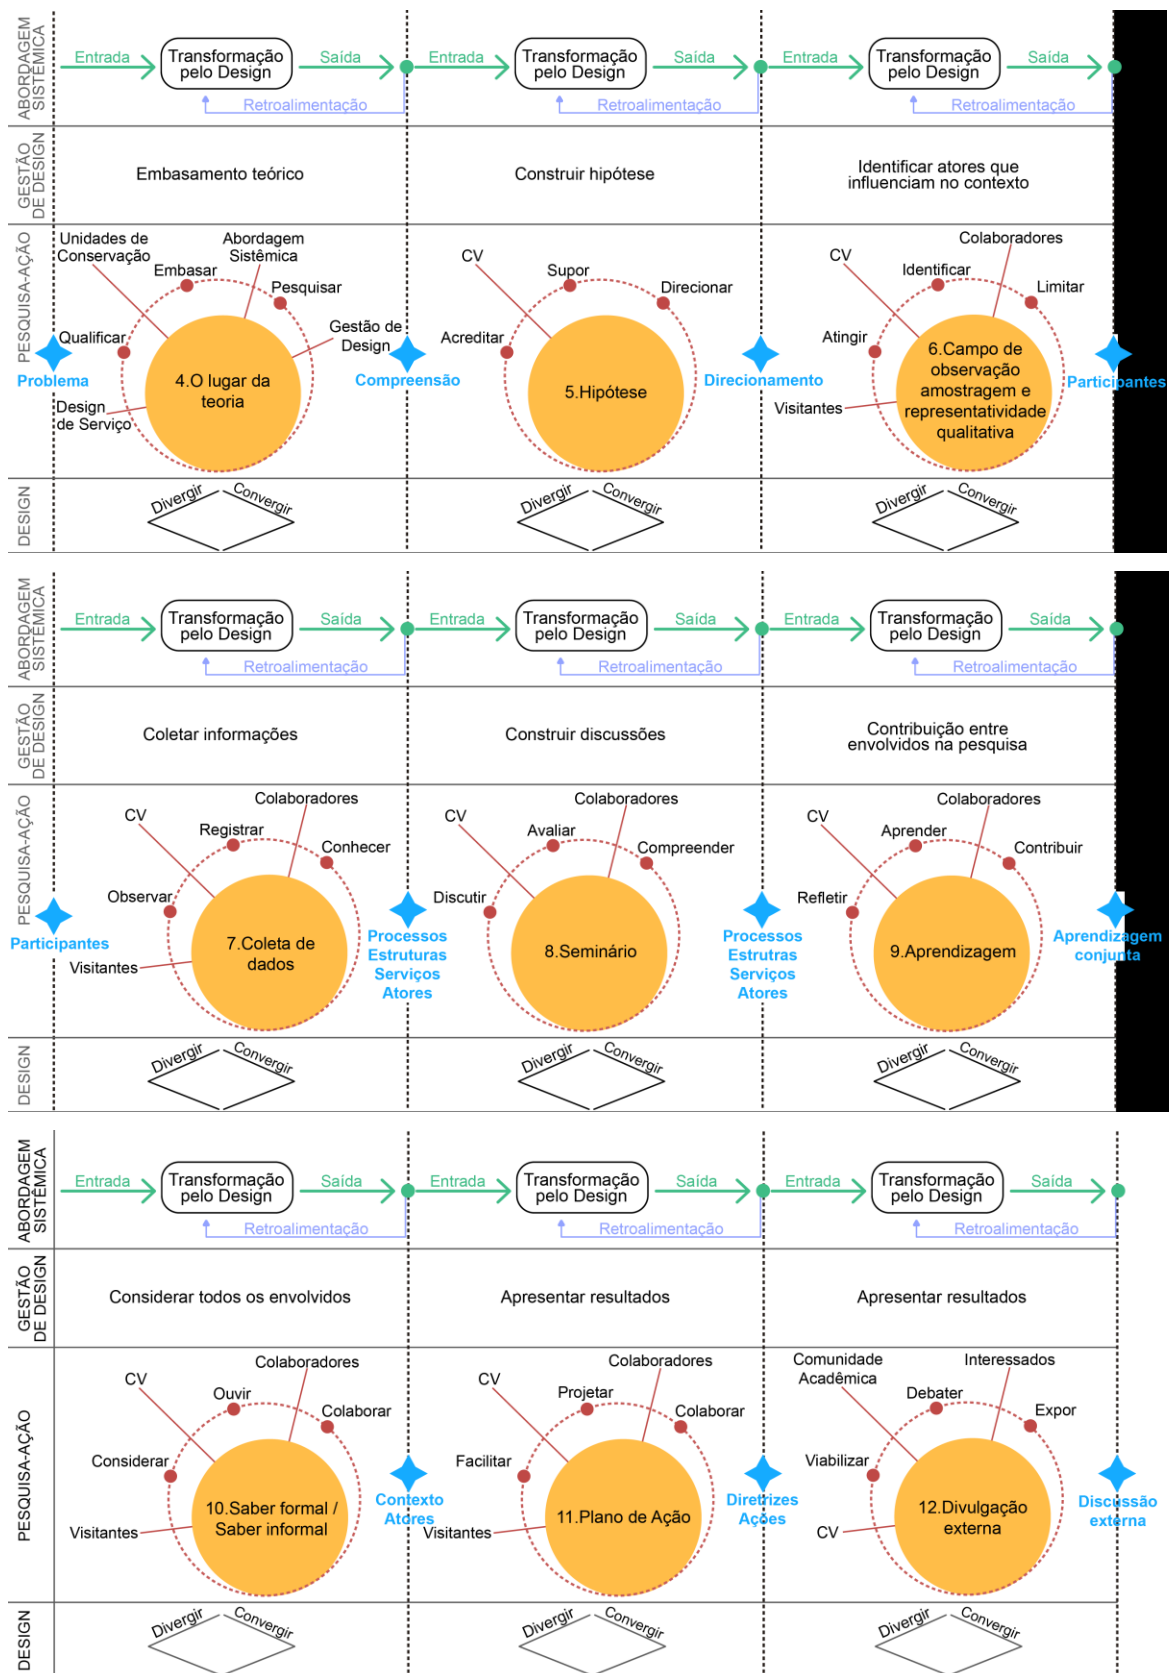 ABORDAGEM
SISTÊMICA
Entrada
Transformação
pelo Design
Saída
Retroalimentação
Entrada
Transformação
pelo Design
Saída
Retroalimentação
Entrada
Transformação
pelo Design
Saída
Retroalimentação
GESTÃO
DE DESIGN
Embasamento teórico
Construir hipótese
Identificar atores que
influenciam no contexto
PESQUISA-AÇÃO
Unidades de
Conservação
Abordagem
Sistêmica
Embasar
Pesquisar
Qualificar
Gestão de
Design
Problema
4.O lugar da
teoria
Design
de Serviço
Compreensão
CV
Supor
Direcionar
Acreditar
5.Hipótese
Direcionamento
Colaboradores
CV
Identificar
Limitar
Atingir
6.Campo de
observação
amostragem e
representatividade
qualitativa
Visitantes
Participantes
DESIGN
Divergir
Convergir
Divergir
Convergir
Divergir
Convergir
ABORDAGEM
SISTÊMICA
Entrada
Transformação
pelo Design
Saída
Retroalimentação
Entrada
Transformação
pelo Design
Saída
Retroalimentação
Entrada
Transformação
pelo Design
Saída
Retroalimentação
GESTÃO
DE DESIGN
Coletar informações
Construir discussões
Contribuição entre
envolvidos na pesquisa
PESQUISA-AÇÃO
Colaboradores
CV
Registrar
Conhecer
Observar
Participantes
7.Coleta de
dados
Visitantes
Processos
Estruturas
Serviços
Atores
Colaboradores
CV
Avaliar
Compreender
Discutir
8.Seminário
Processos
Estrutras
Serviços
Atores
Colaboradores
CV
Aprender
Contribuir
Refletir
9.Aprendizagem
Aprendizagem
conjunta
DESIGN
Divergir
Convergir
Divergir
Convergir
Divergir
Convergir
ABORDAGEM
SISTÊMICA
Entrada
Transformação
pelo Design
Saída
Retroalimentação
Entrada
Transformação
pelo Design
Saída
Retroalimentação
Entrada
Transformação
pelo Design
Saída
Retroalimentação
GESTÃO
DE DESIGN
Considerar todos os envolvidos
Apresentar resultados
Apresentar resultados
PESQUISA-AÇÃO
Colaboradores
CV
Ouvir
Colaborar
Considerar
10.Saber formal /
Saber informal
Visitantes
Contexto
Atores
Colaboradores
CV
Projetar
Colaborar
Facilitar
11.Plano de Ação
Visitantes
Diretrizes
Ações
Comunidade
Acadêmica
Interessados
Debater
Expor
Viabilizar
12.Divulgação
externa
CV
Discussão
externa
DESIGN
Divergir
Convergir
Divergir
Convergir
Divergir
Convergir